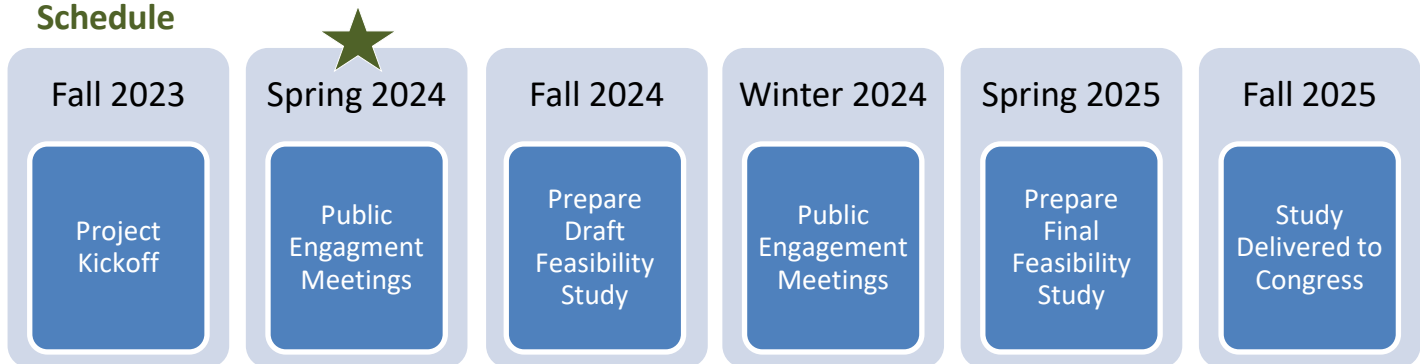 Schedule
Fall 2023
Project
Kickoff
Spring 2024
Public
Engagment
Meetings
Fall 2024
Prepare
Draft
Feasibility
Study
Winter 2024
Public
Engagement
Meetings
Spring 2025
Prepare
Final
Feasibility
Study
Fall 2025
Study
Delivered to
Congress